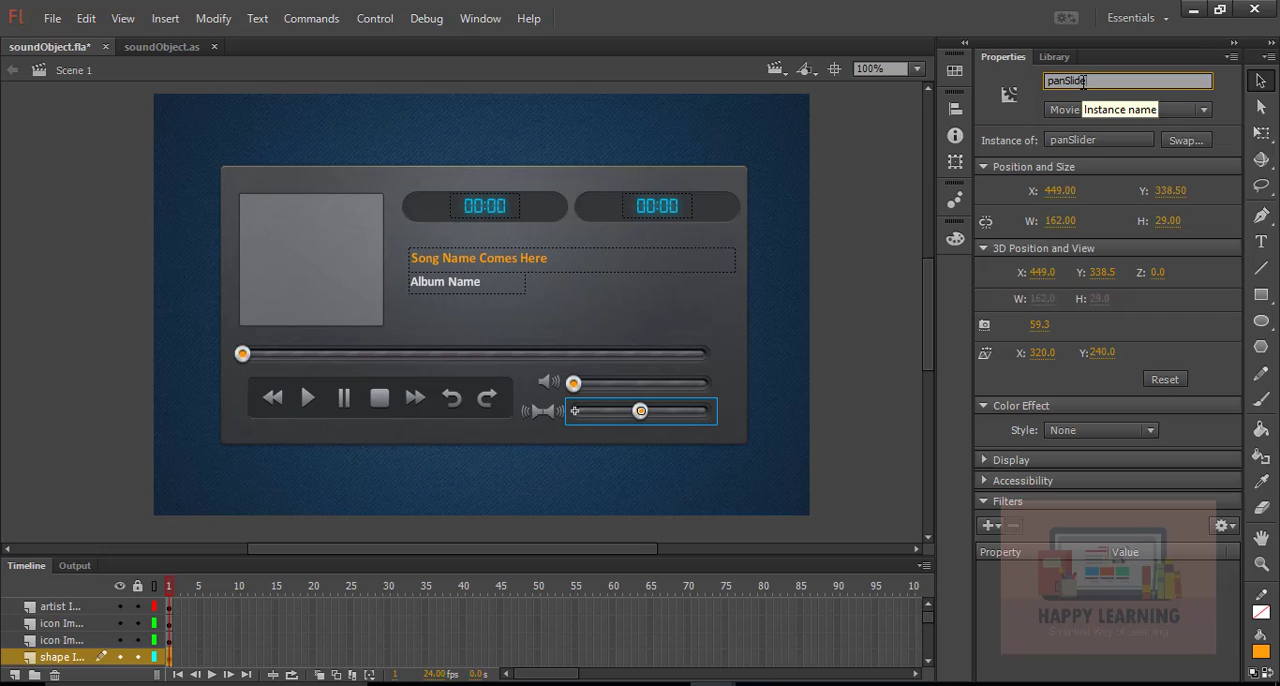 Fl File Edit View Insert Modify Text Commands Control Debug Window Help Essentials
soundObject.fla* × soundObject.as ×
Scene 1
100%
Properties Library
panSlide
Movie
Instance name
Instance of: panSlider Swap...
Position and Size
X: 449.00 Y: 338.50
W: 162.00 H: 29.00
3D Position and View
X: 449.0 Y: 338.5 Z: 0.0
W: 162.0 H: 29.0
59.3
X: 320.0 Y: 240.0
Reset
Color Effect
Style: None
Display
Accessibility
Filters
Property Value
00:00 00:00
Song Name Comes Here
Album Name
Timeline Output
1 5 10 15 20 25 30 35 40 45 50 55 60 65 70 75 80 85 90 95 10
artist I...
icon Im...
icon Im...
shape I...
1 24.00 fps 0.0 s
HAPPY LEARNING
Smartest Way of Learning